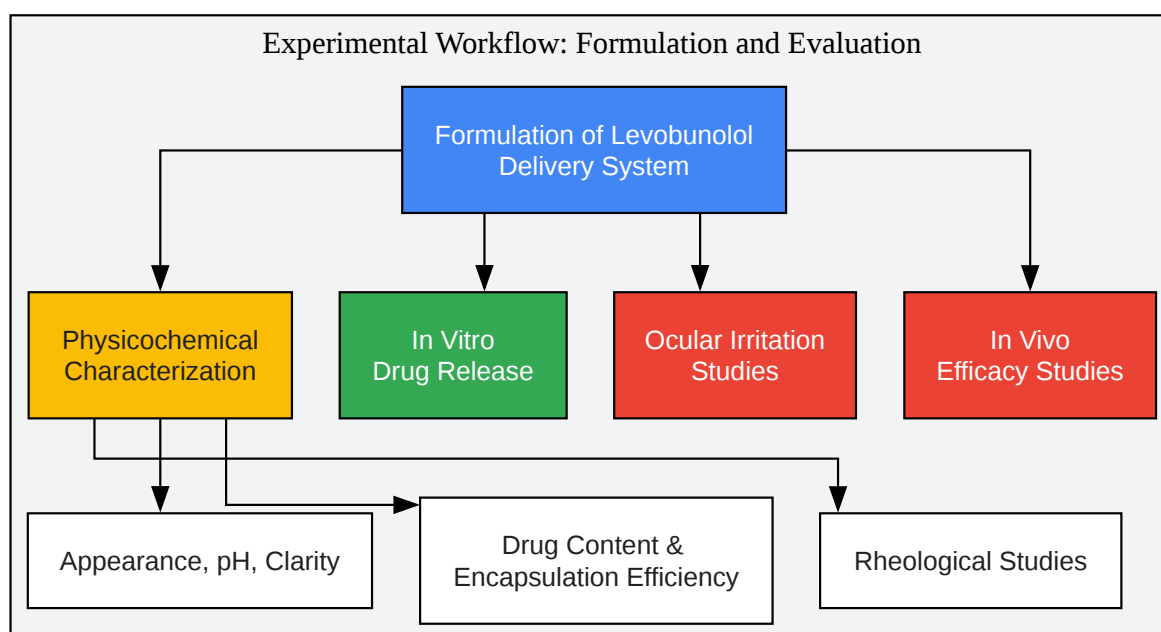 Experimental Workflow: Formulation and Evaluation
Formulation of Levobunolol
Delivery System
Physicochemical
Characterization
In Vitro
Drug Release
Ocular Irritation
Studies
In Vivo
Efficacy Studies
Appearance, pH, Clarity
Drug Content &
Encapsulation Efficiency
Rheological Studies